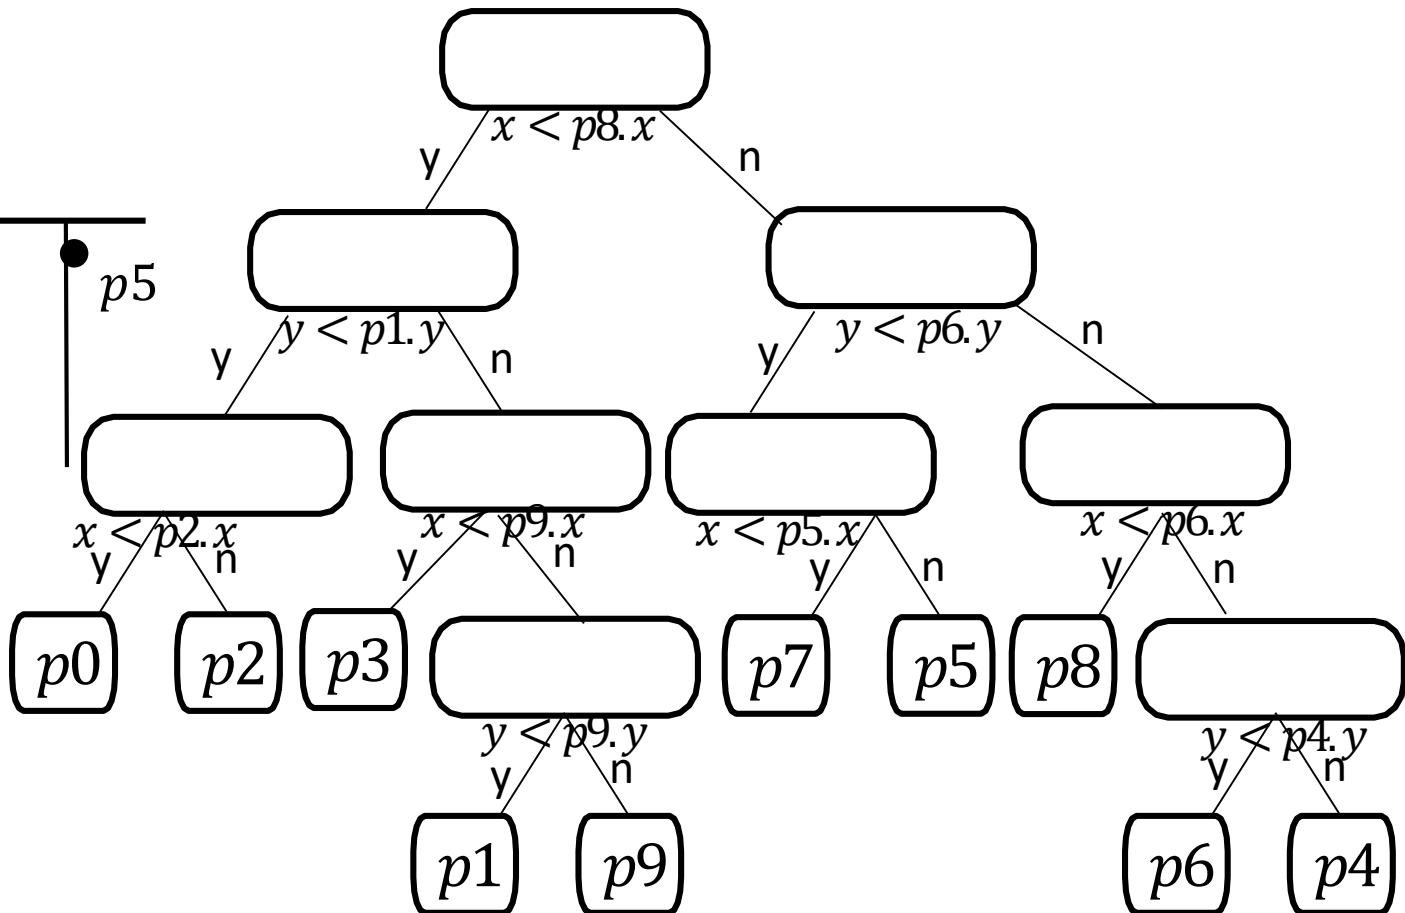 x < p8.x
y n
p5
y < p1.y y < p6.y
y n y n
x < p2.x x < p9.x x < p5.x x < p6.x
y n y n y n y n
p0 p2 p3 p7 p5 p8
y < p9.y y < p4.y
y n y n
p1 p9 p6 p4